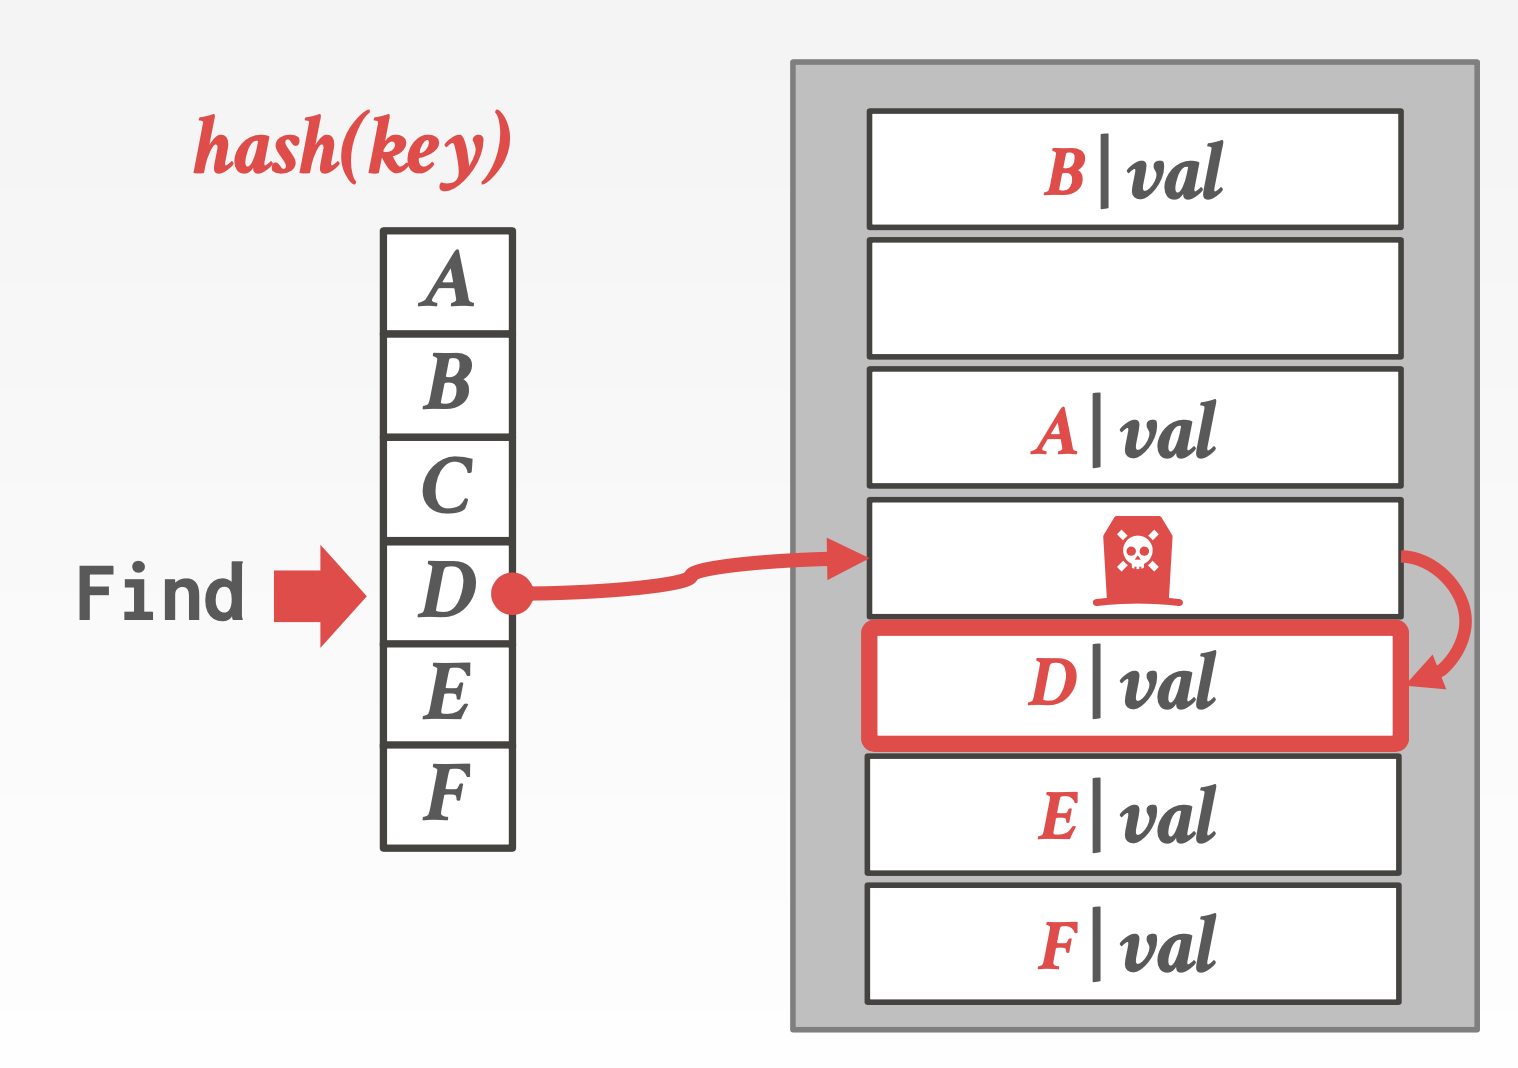 hash(key)
A
B
C
Find D
E
F
B|val
A|val
D|val
E|val
F|val